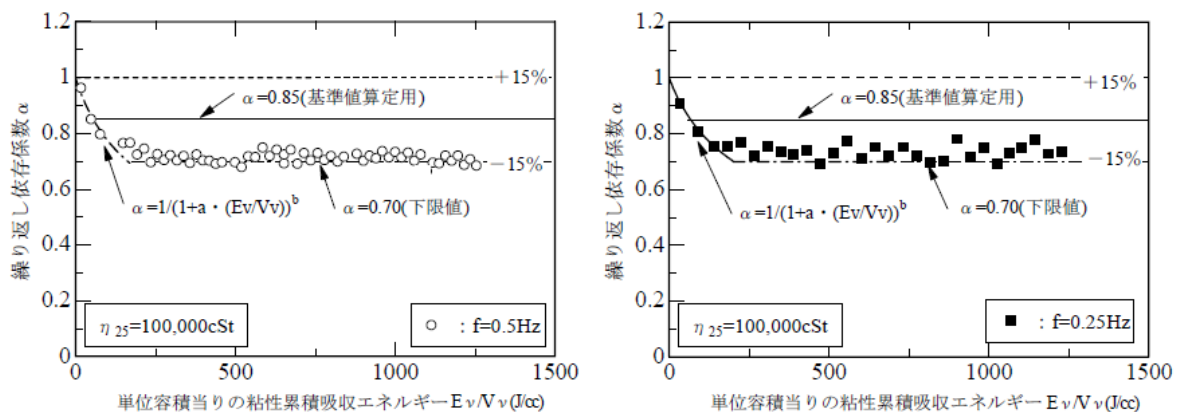 1.2
1
0.8
0.6
0.4
0.2
0
繰り返し依存係数α
+15%
α=0.85(基準値算定用)
-15%
α=1/(1+a・(Ev/Vv))^b
α=0.70(下限値)
η25=100,000cSt
○ : f=0.5Hz
0 500 1000 1500
単位容積当りの粘性累積吸収エネルギーEν/Vν(J/cc)
1.2
1
0.8
0.6
0.4
0.2
0
繰り返し依存係数α
+15%
α=0.85(基準値算定用)
-15%
α=1/(1+a・(Ev/Vv))^b
α=0.70(下限値)
η25=100,000cSt
■ : f=0.25Hz
0 500 1000 1500
単位容積当りの粘性累積吸収エネルギーEν/Vν(J/cc)